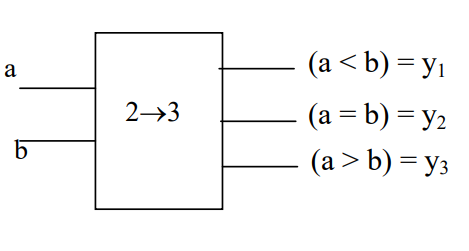 a
b
2→3
(a < b) = y₁
(a = b) = y₂
(a > b) = y₃